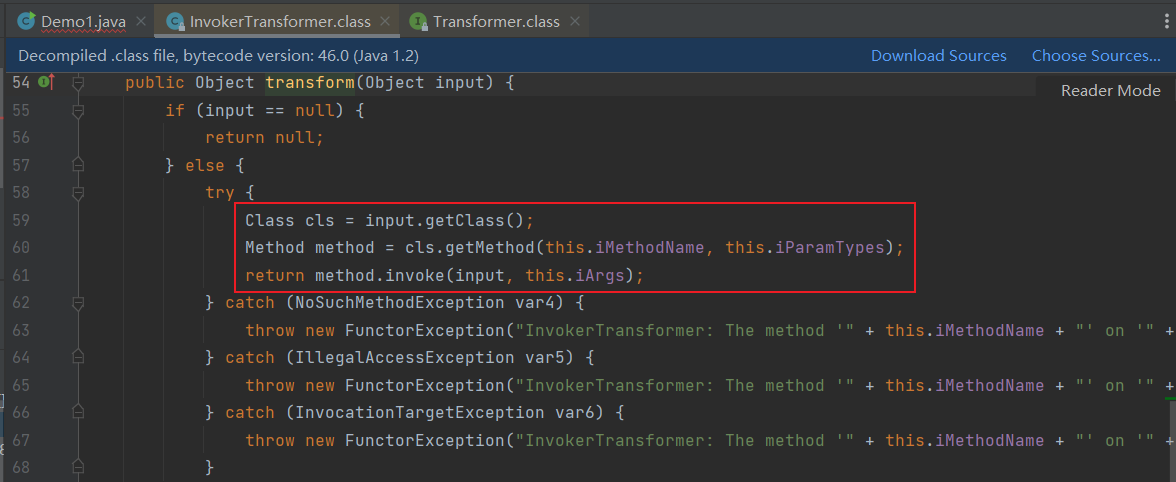 Demo1.java InvokerTransformer.class Transformer.class
Decompiled .class file, bytecode version: 46.0 (Java 1.2) Download Sources Choose Sources...
Reader Mode
54 public Object transform(Object input) {
55 if (input == null) {
56 return null;
57 } else {
58 try {
59 Class cls = input.getClass();
60 Method method = cls.getMethod(this.iMethodName, this.iParamTypes);
61 return method.invoke(input, this.iArgs);
62 } catch (NoSuchMethodException var4) {
63 throw new FunctorException("InvokerTransformer: The method '" + this.iMethodName + "' on '" +
64 } catch (IllegalAccessException var5) {
65 throw new FunctorException("InvokerTransformer: The method '" + this.iMethodName + "' on '" +
66 } catch (InvocationTargetException var6) {
67 throw new FunctorException("InvokerTransformer: The method '" + this.iMethodName + "' on '" +
68 }